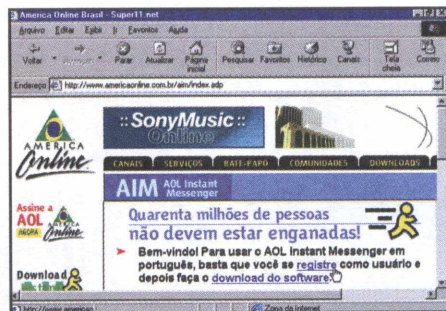 America Online Brasil - Super11.net
Arquivo Editar Exibir Ir Favoritos Ajuda
Voltar Avançar Parar Atualizar Página inicial Pesquisar Favoritos Histórico Canais Tela cheia Correio
Endereço http://www.americaonline.com.br/aim/index.adp
AMERICA
Online
:: SonyMusic ::
Online
CANAIS SERVIÇOS BATE-PAPO COMUNIDADES DOWNLOADS
AIM AOL Instant Messenger
Assine a
AOL
AGORA
AMERICA
Online
Quarenta milhões de pessoas
não devem estar enganadas!
Bem-vindo! Para usar o AOL Instant Messenger em
português, basta que você se registre como usuário e
depois faça o download do software.
Download
http://www.american
Zona da internet